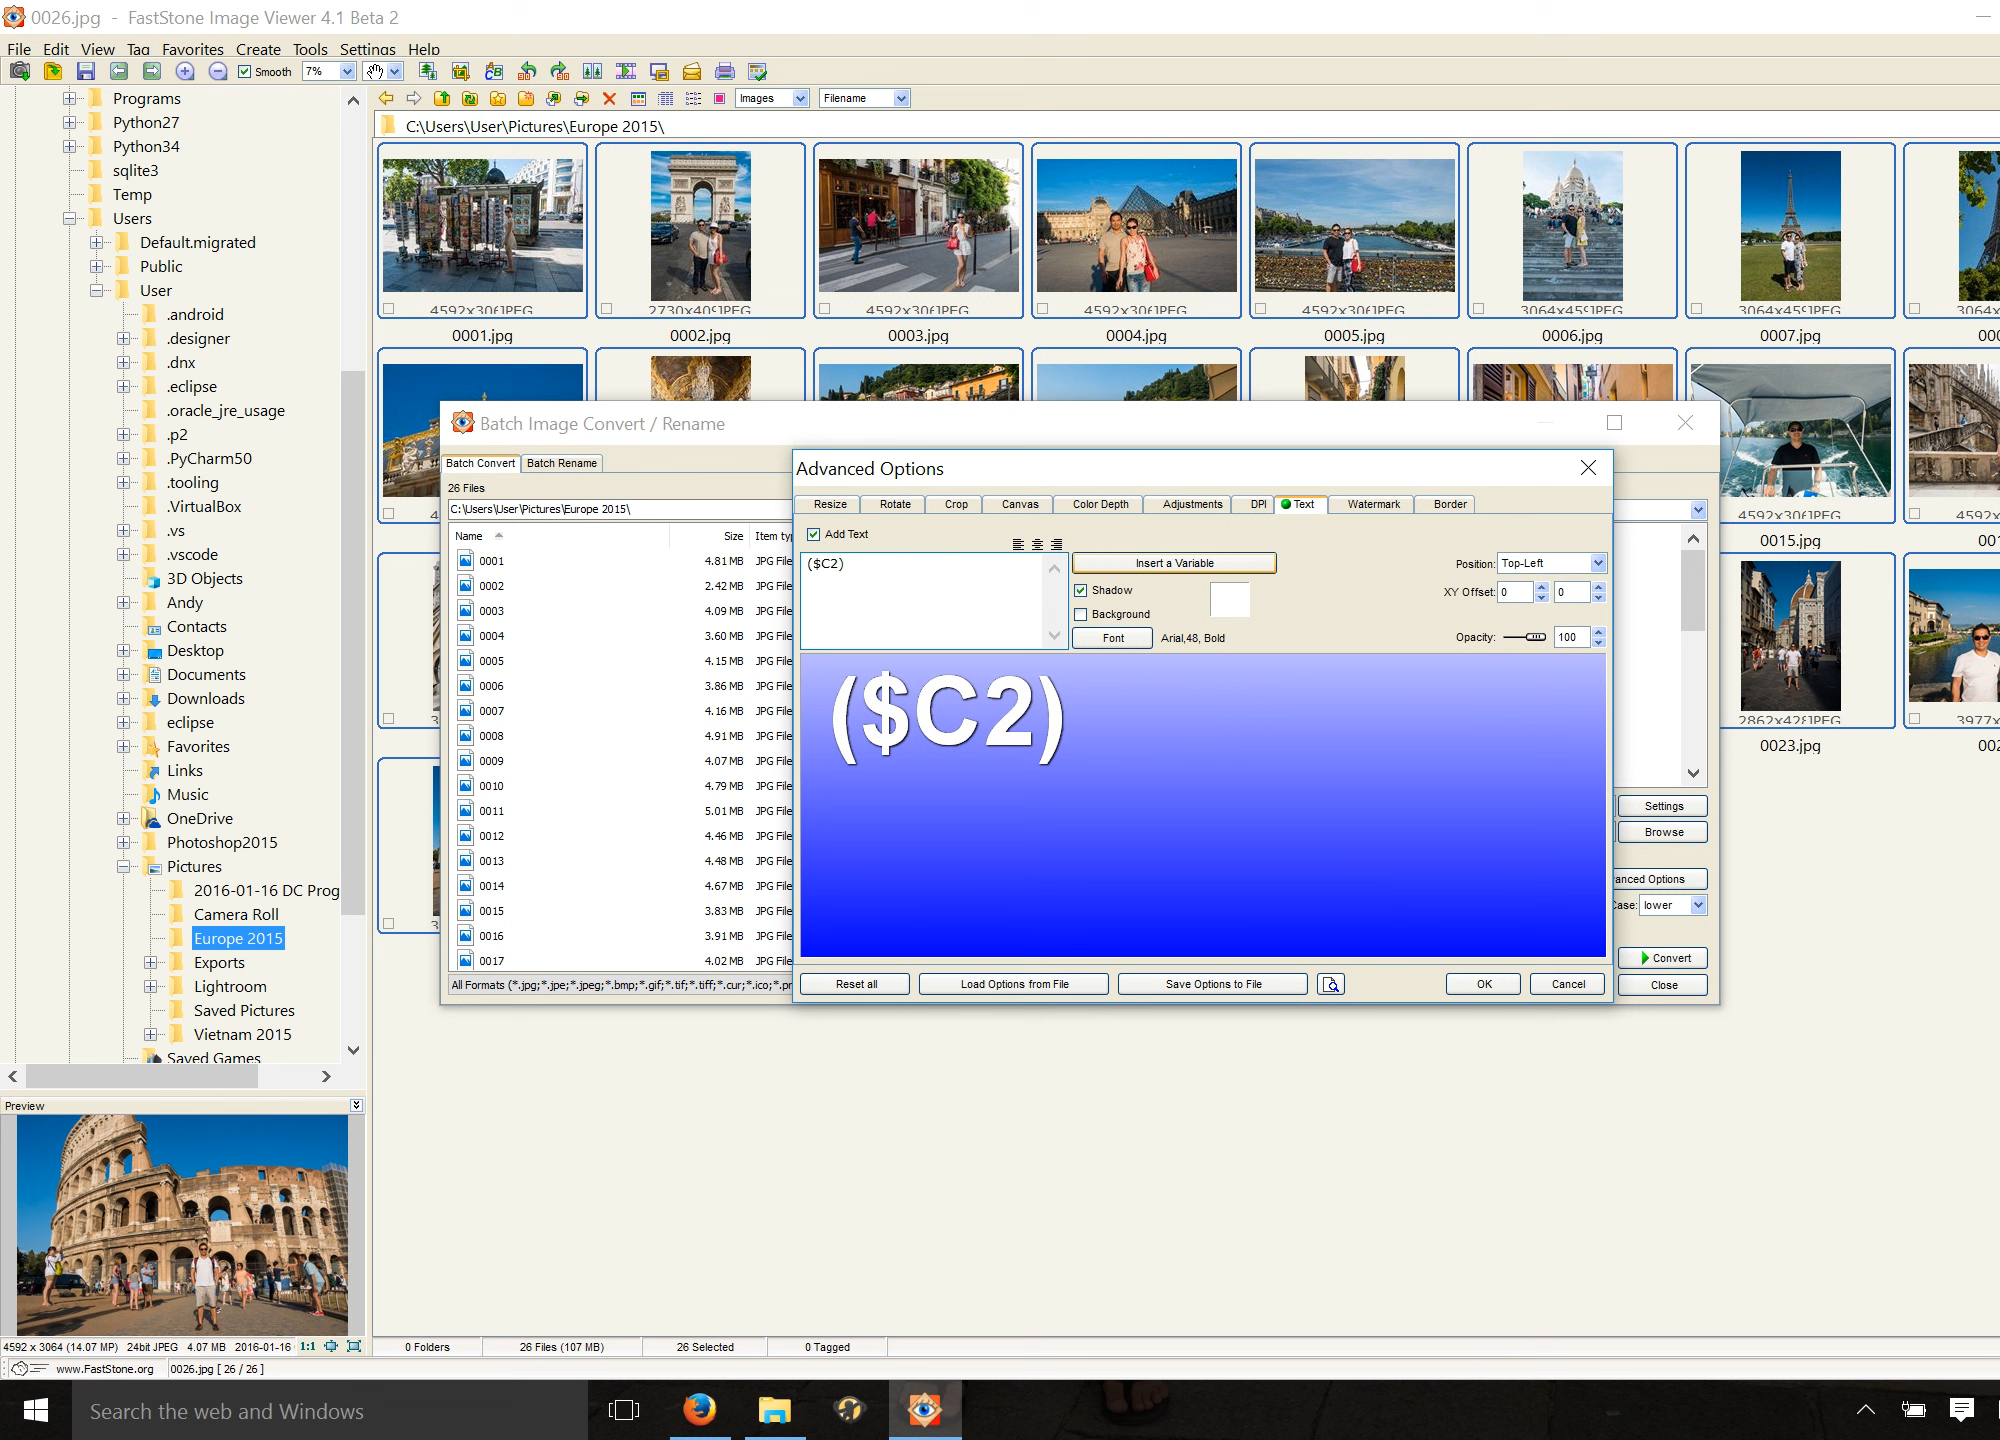 0026.jpg - FastStone Image Viewer 4.1 Beta 2
File Edit View Tag Favorites Create Tools Settings Help
Smooth 7%
Images Filename
C:\Users\User\Pictures\Europe 2015\
Programs
Python27
Python34
sqlite3
Temp
Users
Default.migrated
Public
User
.android
.designer
.dnx
.eclipse
.oracle_jre_usage
.p2
.PyCharm50
.tooling
.VirtualBox
.vs
.vscode
3D Objects
Andy
Contacts
Desktop
Documents
Downloads
eclipse
Favorites
Links
Music
OneDrive
Photoshop2015
Pictures
2016-01-16 DC Prog
Camera Roll
Europe 2015
Exports
Lightroom
Saved Pictures
Vietnam 2015
Saved Games
Preview
4592 x 3064 (14.07 MP) 24bit JPEG 4.07 MB 2016-01-16 1:1
www.FastStone.org 0026.jpg [ 26 / 26 ]
0001.jpg 0002.jpg 0003.jpg 0004.jpg 0005.jpg 0006.jpg 0007.jpg
0015.jpg
0023.jpg
Batch Image Convert / Rename
Batch Convert Batch Rename
26 Files
C:\Users\User\Pictures\Europe 2015\
Name Size Item ty
0001 4.81 MB JPG File
0002 2.42 MB JPG File
0003 4.09 MB JPG File
0004 3.60 MB JPG File
0005 4.15 MB JPG File
0006 3.86 MB JPG File
0007 4.16 MB JPG File
0008 4.91 MB JPG File
0009 4.07 MB JPG File
0010 4.79 MB JPG File
0011 5.01 MB JPG File
0012 4.46 MB JPG File
0013 4.48 MB JPG File
0014 4.67 MB JPG File
0015 3.83 MB JPG File
0016 3.91 MB JPG File
0017 4.02 MB JPG File
All Formats (*.jpg;*.jpe;*.jpeg;*.bmp;*.gif;*.tif;*.tiff;*.cur;*.ico;*.p
Advanced Options
Resize Rotate Crop Canvas Color Depth Adjustments DPI Text Watermark Border
Add Text
($C2)
Insert a Variable
Shadow
Background
Font Arial,48, Bold
Position: Top-Left
XY Offset: 0 0
Opacity: 100
($C2)
Reset all Load Options from File Save Options to File OK Cancel
Settings
Browse
anced Options
Case: lower
Convert
Close
0 Folders 26 Files (107 MB) 26 Selected 0 Tagged
Search the web and Windows